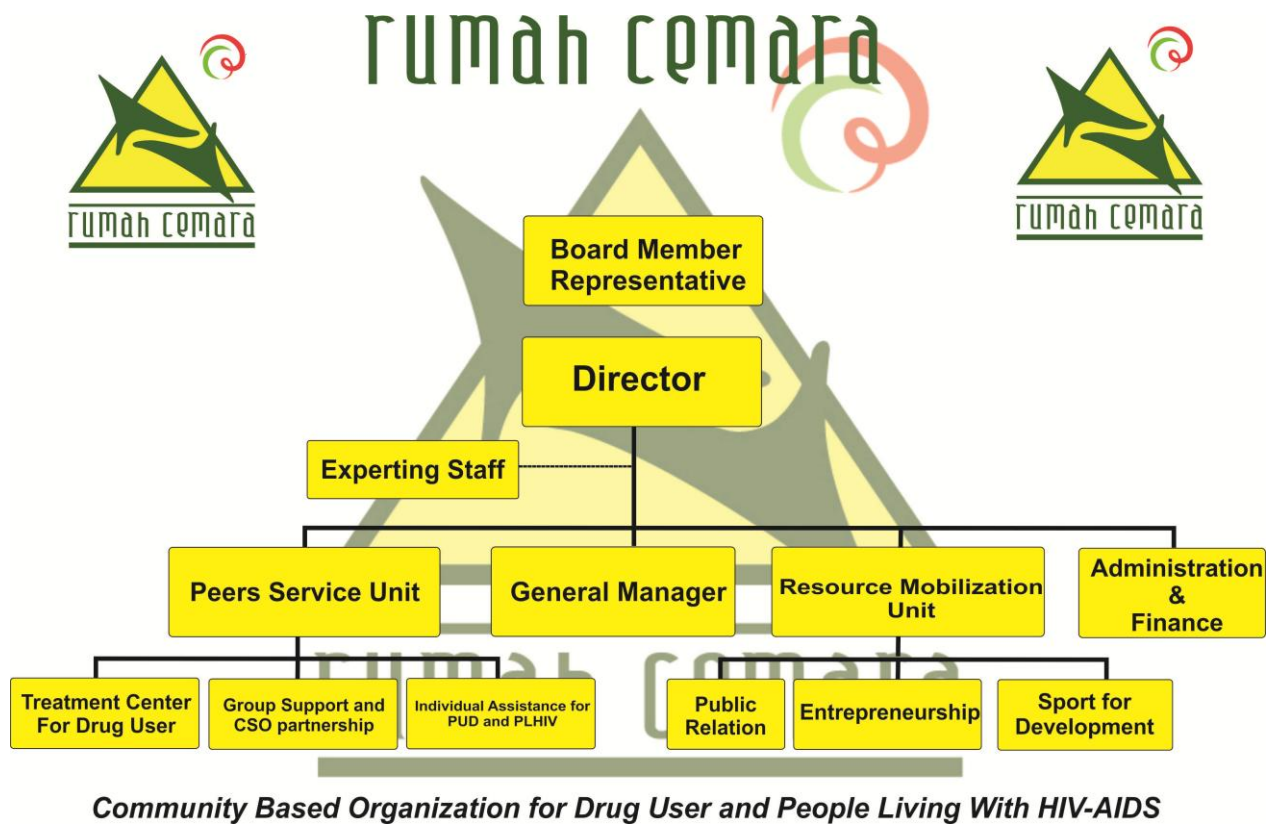 rumah cemara
rumah cemara
rumah cemara
Board Member
Representative
Director
Experting Staff
Peers Service Unit
General Manager
Resource Mobilization
Unit
Administration
&
Finance
rumah cemara
Treatment Center
For Drug User
Group Support and
CSO partnership
Individual Assistance for
PUD and PLHIV
Public
Relation
Entrepreneurship
Sport for
Development
Community Based Organization for Drug User and People Living With HIV-AIDS